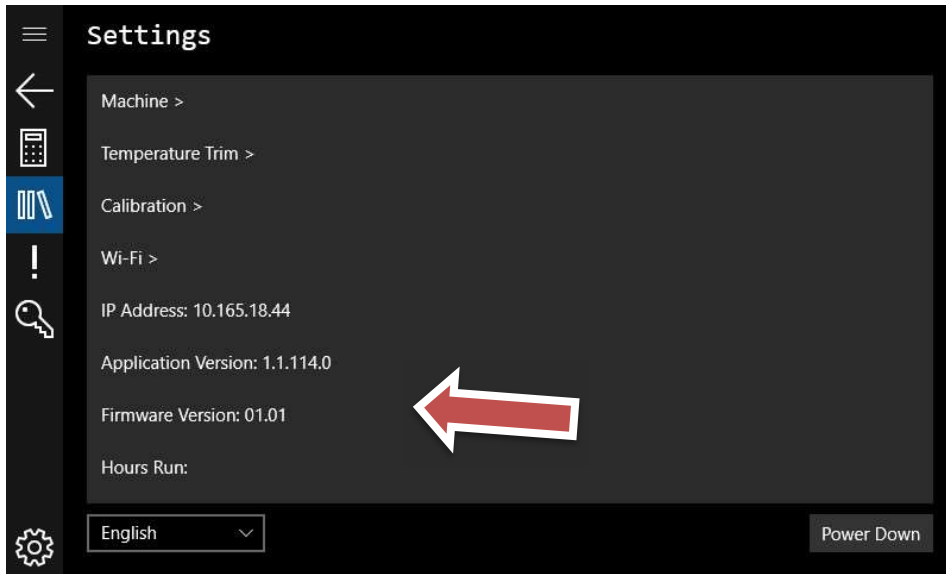 Settings
Machine >
Temperature Trim >
Calibration >
Wi-Fi >
IP Address: 10.165.18.44
Application Version: 1.1.114.0
Firmware Version: 01.01
Hours Run:
English
Power Down